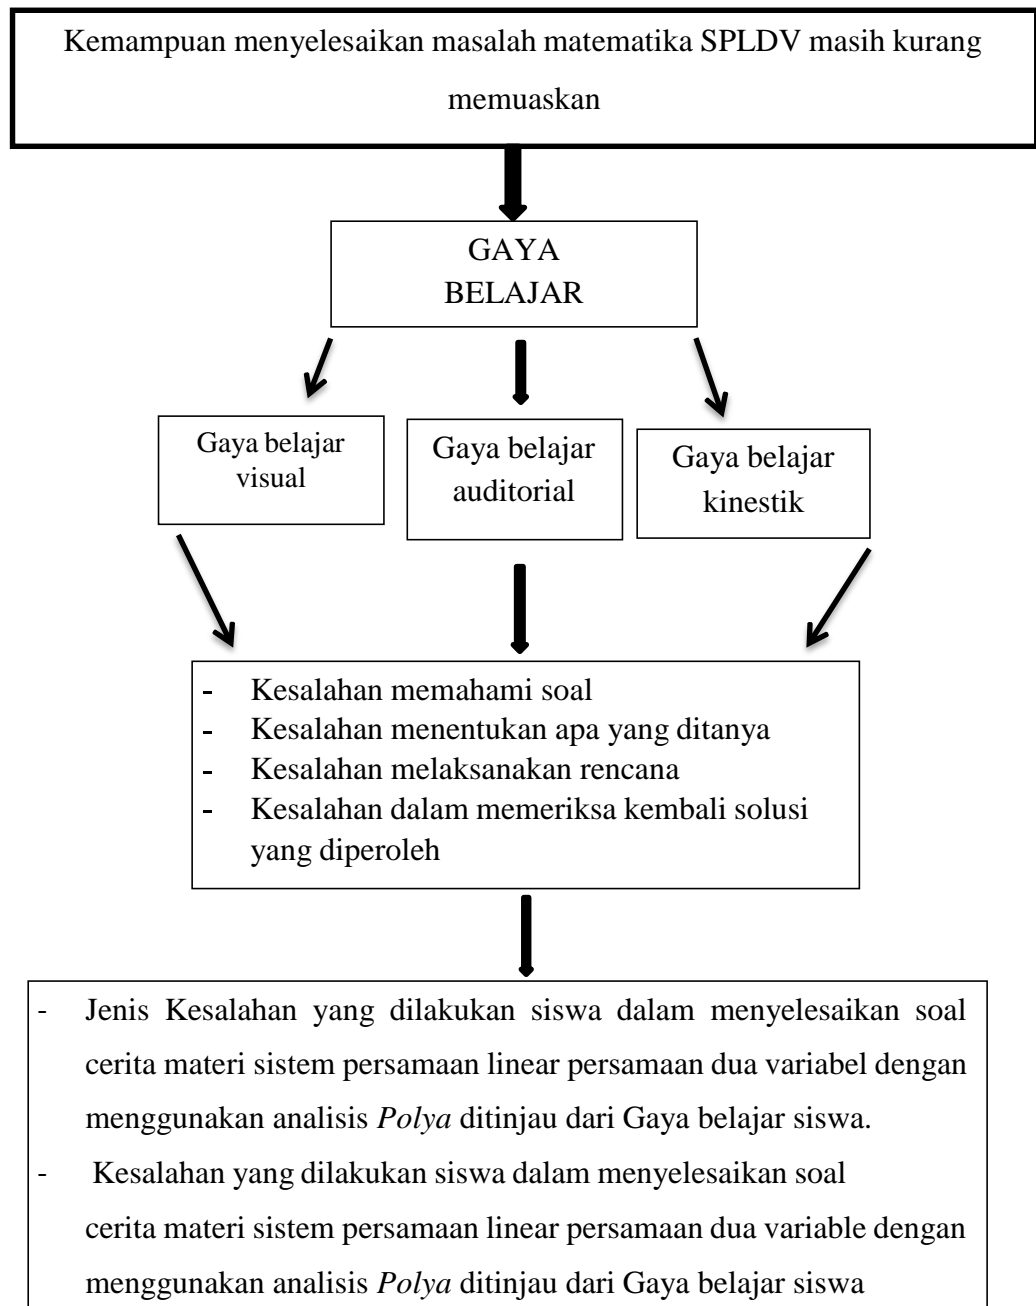 Kemampuan menyelesaikan masalah matematika SPLDV masih kurang
memuaskan
GAYA
BELAJAR
Gaya belajar
visual
Gaya belajar
auditorial
Gaya belajar
kinestik
- Kesalahan memahami soal
- Kesalahan menentukan apa yang ditanya
- Kesalahan melaksanakan rencana
- Kesalahan dalam memeriksa kembali solusi
yang diperoleh
- Jenis Kesalahan yang dilakukan siswa dalam menyelesaikan soal
cerita materi sistem persamaan linear persamaan dua variabel dengan
menggunakan analisis Polya ditinjau dari Gaya belajar siswa.
- Kesalahan yang dilakukan siswa dalam menyelesaikan soal
cerita materi sistem persamaan linear persamaan dua variable dengan
menggunakan analisis Polya ditinjau dari Gaya belajar siswa